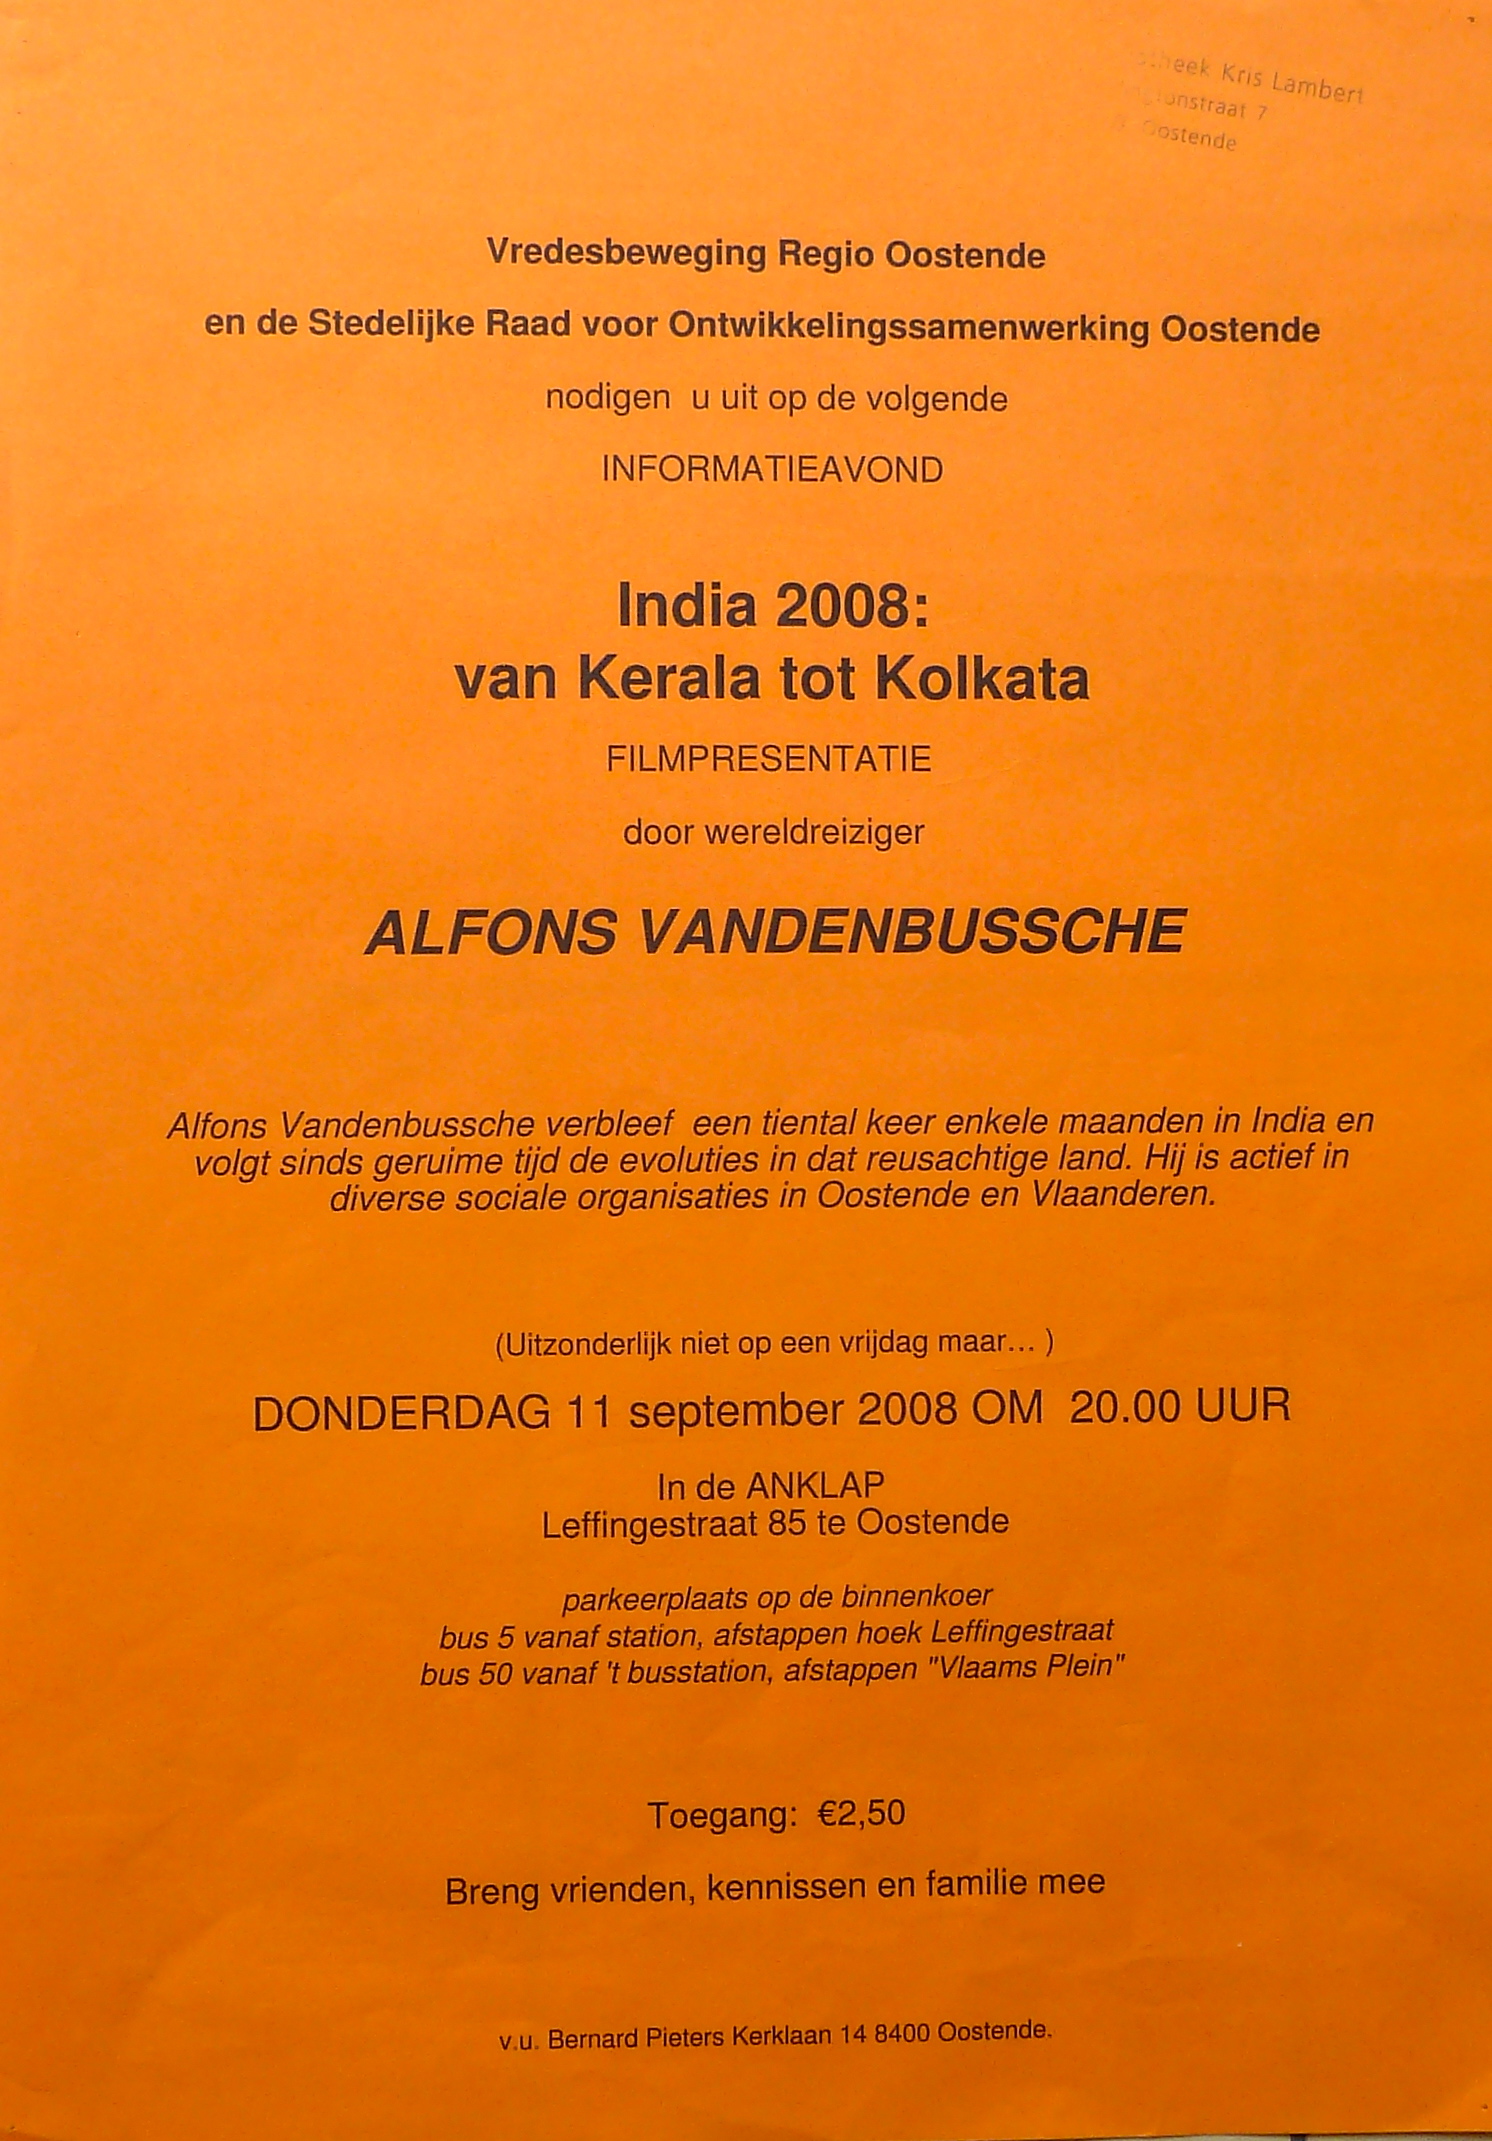 Kris Lambert
7
Oostende
Vredesbeweging Regio Oostende
en de Stedelijke Raad voor Ontwikkelingssamenwerking Oostende
nodigen u uit op de volgende
INFORMATIEAVOND
India 2008:
van Kerala tot Kolkata
FILMPRESENTATIE
door wereldreiziger
ALFONS VANDENBUSSCHE
Alfons Vandenbussche verbleef een tiental keer enkele maanden in India en
volgt sinds geruime tijd de evoluties in dat reusachtige land. Hij is actief in
diverse sociale organisaties in Oostende en Vlaanderen.
(Uitzonderlijk niet op een vrijdag maar... )
DONDERDAG 11 september 2008 OM 20.00 UUR
In de ANKLAP
Leffingestraat 85 te Oostende
parkeerplaats op de binnenkoer
bus 5 vanaf station, afstappen hoek Leffingestraat
bus 50 vanaf 't busstation, afstappen "Vlaams Plein"
Toegang: €2,50
Breng vrienden, kennissen en familie mee
v.u. Bernard Pieters Kerklaan 14 8400 Oostende.